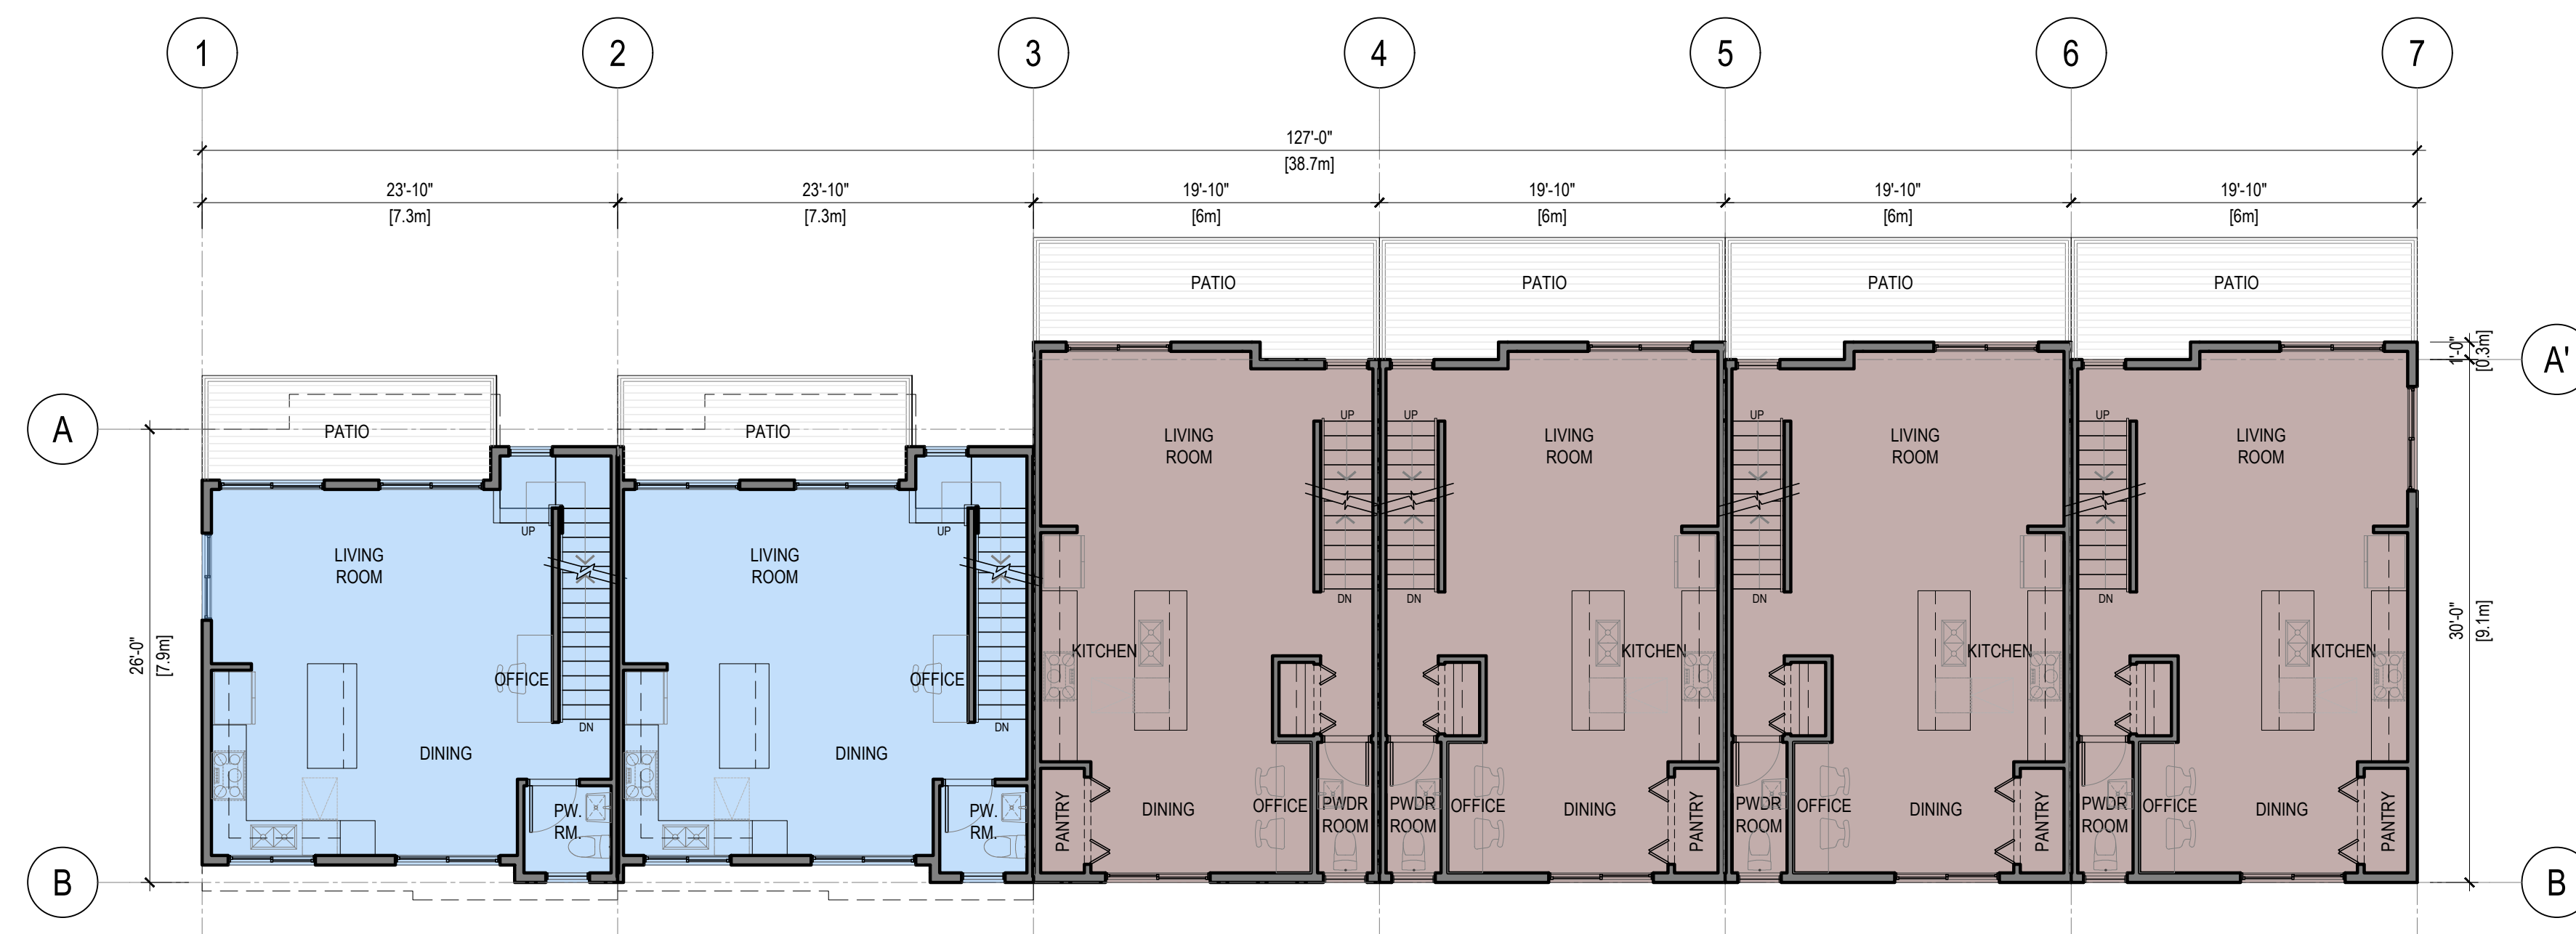 1 2 3 4 5 6 7
127'-0"
[38.7m]
23'-10" 23'-10" 19'-10" 19'-10" 19'-10" 19'-10"
[7.3m] [7.3m] [6m] [6m] [6m] [6m]
PATIO PATIO PATIO PATIO
1'-0"
[0.3m]
A'
A
PATIO PATIO
UP UP UP UP
LIVING LIVING LIVING LIVING
ROOM ROOM ROOM ROOM
UP UP
LIVING LIVING
ROOM ROOM
DN DN DN DN
26'-0"
[7.9m]
30'-0"
[9.1m]
KITCHEN KITCHEN KITCHEN KITCHEN
OFFICE OFFICE
DN DN
DINING DINING
PW. PW.
RM. RM.
PANTRY DINING OFFICE PWDR PWDR OFFICE DINING PANTRY PWDR OFFICE DINING PANTRY PWDR OFFICE DINING PANTRY
ROOM ROOM ROOM ROOM
B B